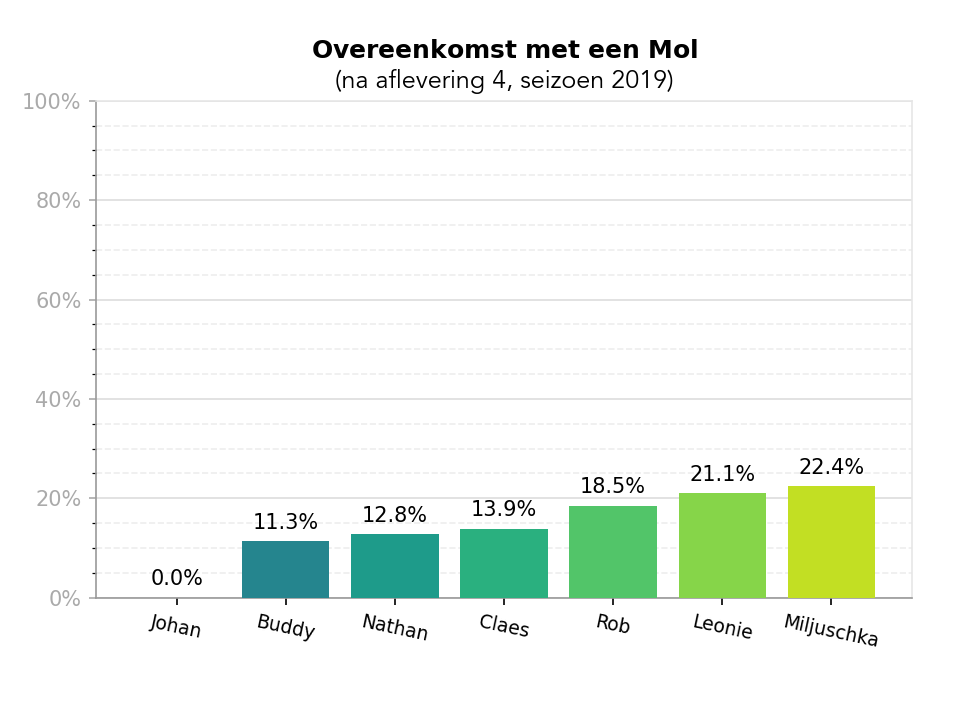 Overeenkomst met een Mol
(na aflevering 4, seizoen 2019)
100%
80%
60%
40%
20%
0%
0.0%
11.3%
12.8%
13.9%
18.5%
21.1%
22.4%
Johan
Buddy
Nathan
Claes
Rob
Leonie
Miljuschka